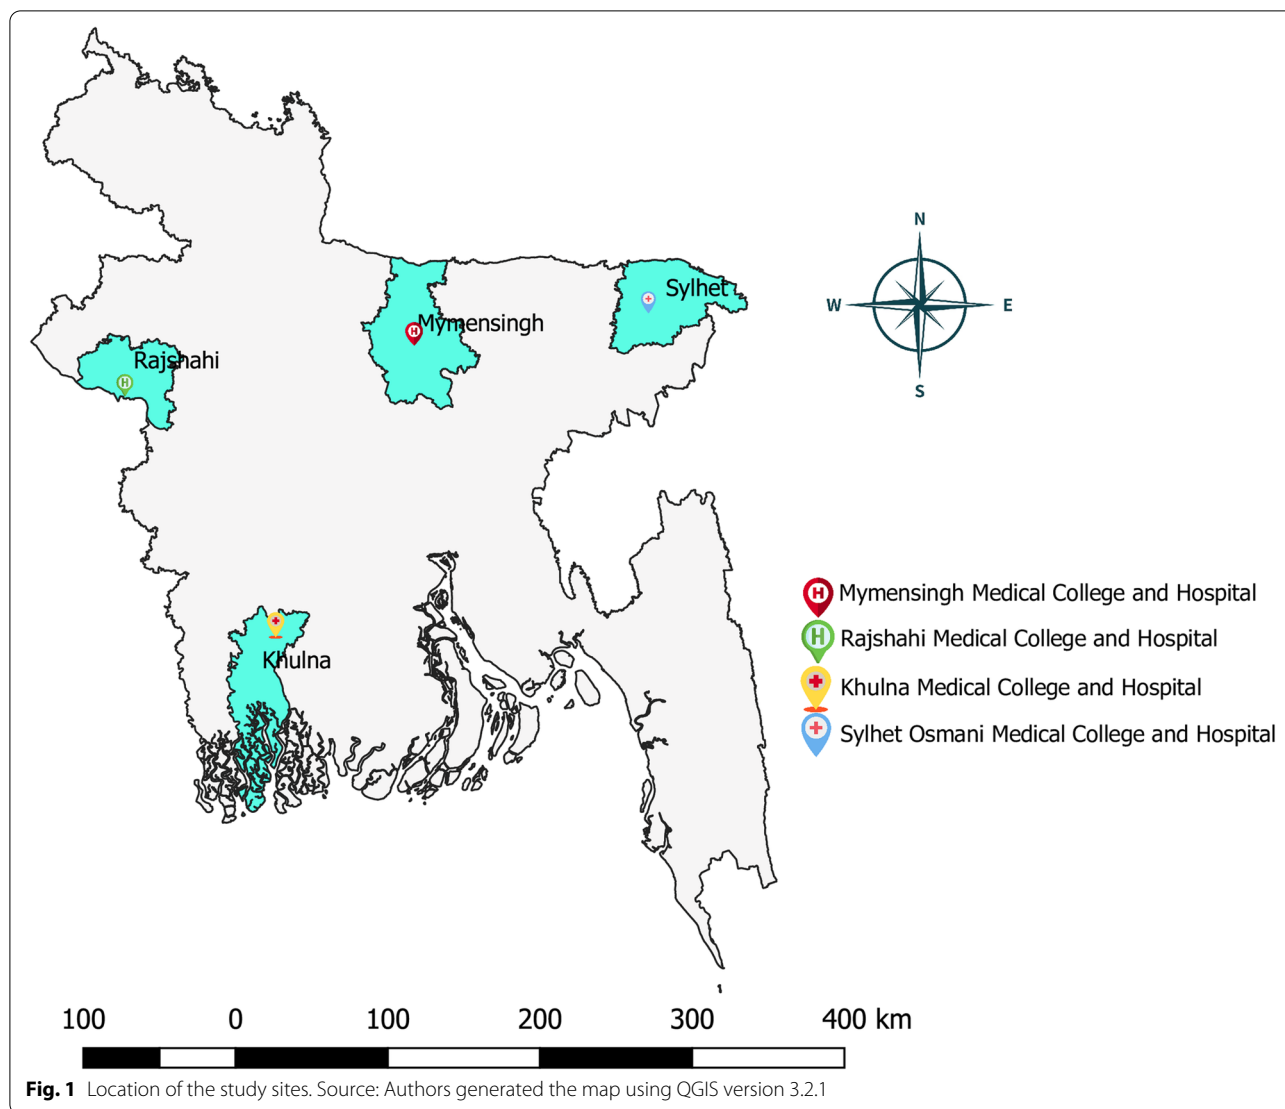 N
W
E
S
Sylhet
Mymensingh
Rajshahi
Khulna
H Mymensingh Medical College and Hospital
H Rajshahi Medical College and Hospital
Khulna Medical College and Hospital
Sylhet Osmani Medical College and Hospital
100 0 100 200 300 400 km
Fig. 1 Location of the study sites. Source: Authors generated the map using QGIS version 3.2.1